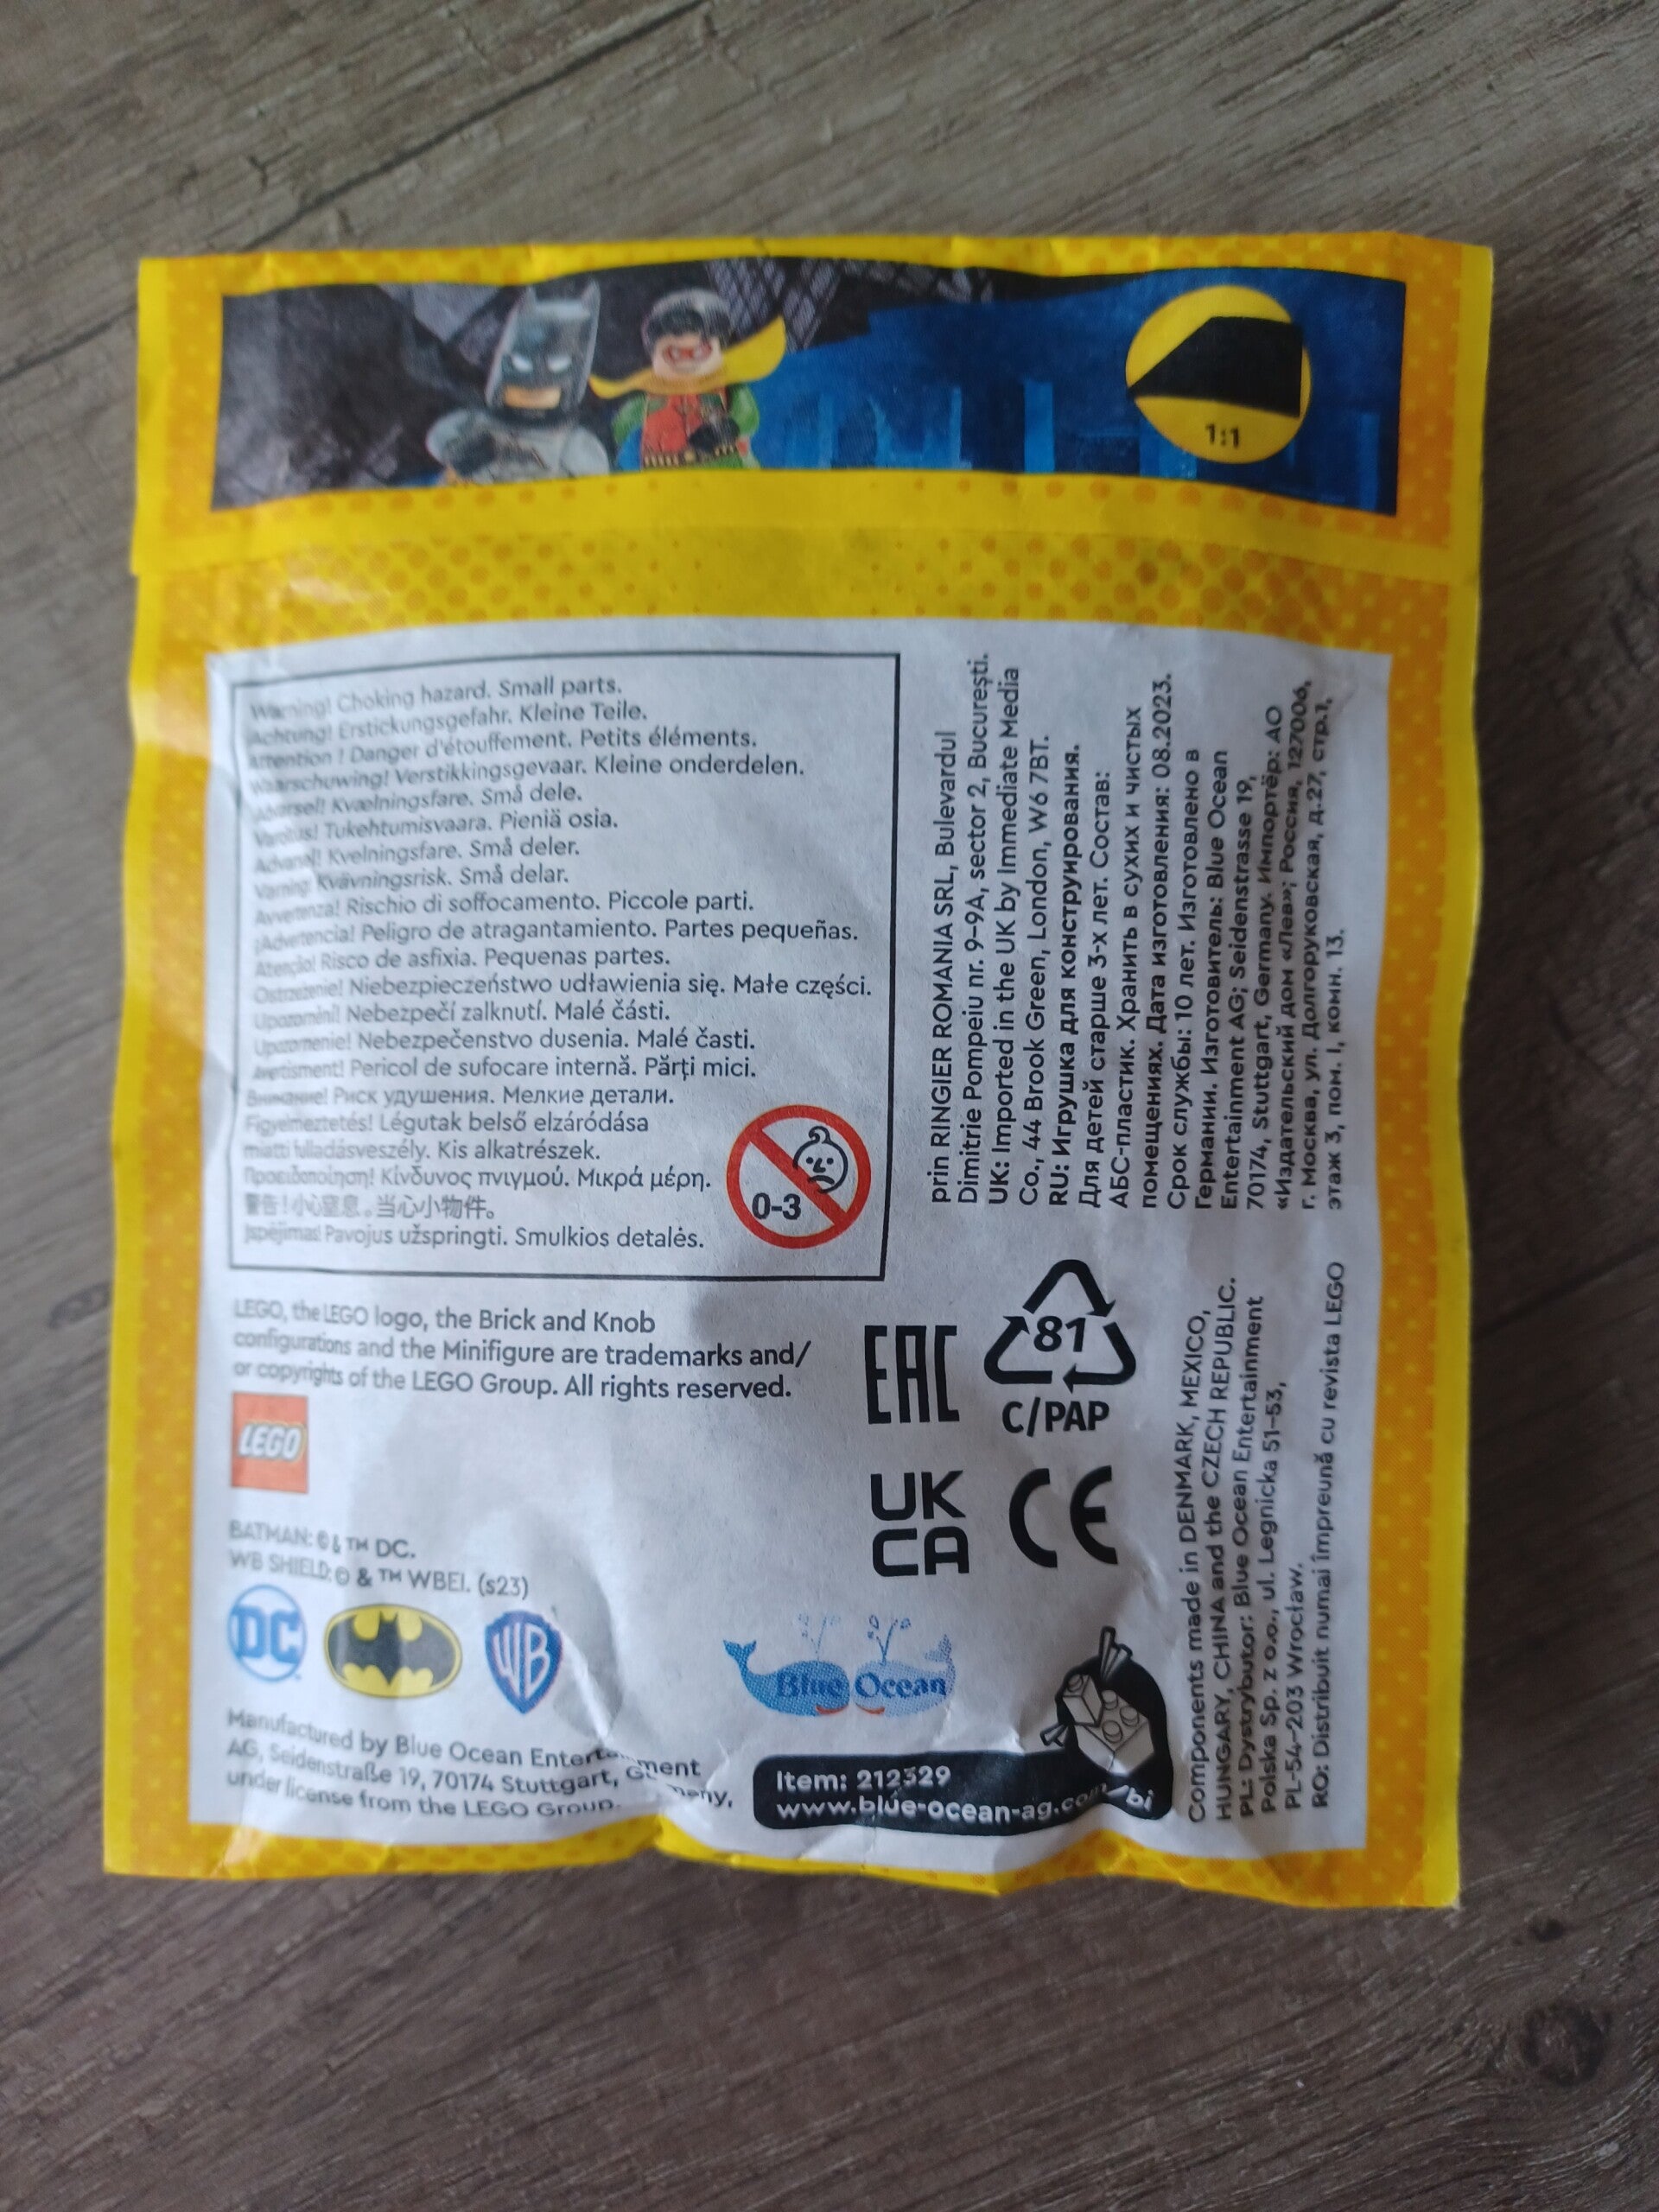 1:1
Warning! Choking hazard. Small parts.
Achtung! Erstickungsgefahr. Kleine Teile.
Attention ! Danger d'étouffement. Petits éléments.
Waarschuwing! Verstikkingsgevaar. Kleine onderdelen.
Advarsel! Kvælningsfare. Små dele.
Varoitus! Tukehtumisvaara. Pieniä osia.
Advarsel! Kvelningsfare. Små deler.
Varning! Kvävningsrisk. Små delar.
Avvertenza! Rischio di soffocamento. Piccole parti.
¡Advertencia! Peligro de atragantamiento. Partes pequeñas.
Atenção! Risco de asfixia. Pequenas partes.
Ostrzeżenie! Niebezpieczeństwo udławienia się. Małe części.
Upozornění! Nebezpečí zalknutí. Malé části.
Upozornenie! Nebezpečenstvo dusenia. Malé časti.
Avertisment! Pericol de sufocare internă. Părți mici.
Внимание! Риск удушения. Мелкие детали.
Figyelmeztetés! Légutak belső elzáródása
miatti fulladásveszély. Kis alkatrészek.
Προειδοποίηση! Κίνδυνος πνιγμού. Μικρά μέρη.
警告!小心窒息。当心小物件。
Įspėjimas! Pavojus užspringti. Smulkios detalės.
0-3
LEGO, the LEGO logo, the Brick and Knob
configurations and the Minifigure are trademarks and/
or copyrights of the LEGO Group. All rights reserved.
LEGO
BATMAN: © & ™ DC.
WB SHIELD: © & ™ WBEI. (s23)
DC
WB
Manufactured by Blue Ocean Entertainment
AG, Seidenstraße 19, 70174 Stuttgart, Germany,
under license from the LEGO Group.
EAC
81
C/PAP
UK
CA
CE
Blue Ocean
Item: 212329
www.blue-ocean-ag.com/bi
Components made in DENMARK, MEXICO,
HUNGARY, CHINA and the CZECH REPUBLIC.
PL: Dystrybutor: Blue Ocean Entertainment
Polska Sp. z o.o., ul. Legnicka 51-53,
PL-54-203 Wrocław.
RO: Distribuit numai împreună cu revista LEGO
prin RINGIER ROMANIA SRL, Bulevardul
Dimitrie Pompeiu nr. 9-9A, sector 2, București.
UK: Imported in the UK by Immediate Media
Co., 44 Brook Green, London, W6 7BT.
RU: Игрушка для конструирования.
Для детей старше 3-х лет. Состав:
АБС-пластик. Хранить в сухих и чистых
помещениях. Дата изготовления: 08.2023.
Срок службы: 10 лет. Изготовлено в
Германии. Изготовитель: Blue Ocean
Entertainment AG; Seidenstrasse 19,
70174, Stuttgart, Germany. Импортёр: АО
«Издательский дом «Лев»; Россия, 127006,
г. Москва, ул. Долгоруковская, д.27, стр.1,
этаж 3, пом. I, комн. 13.